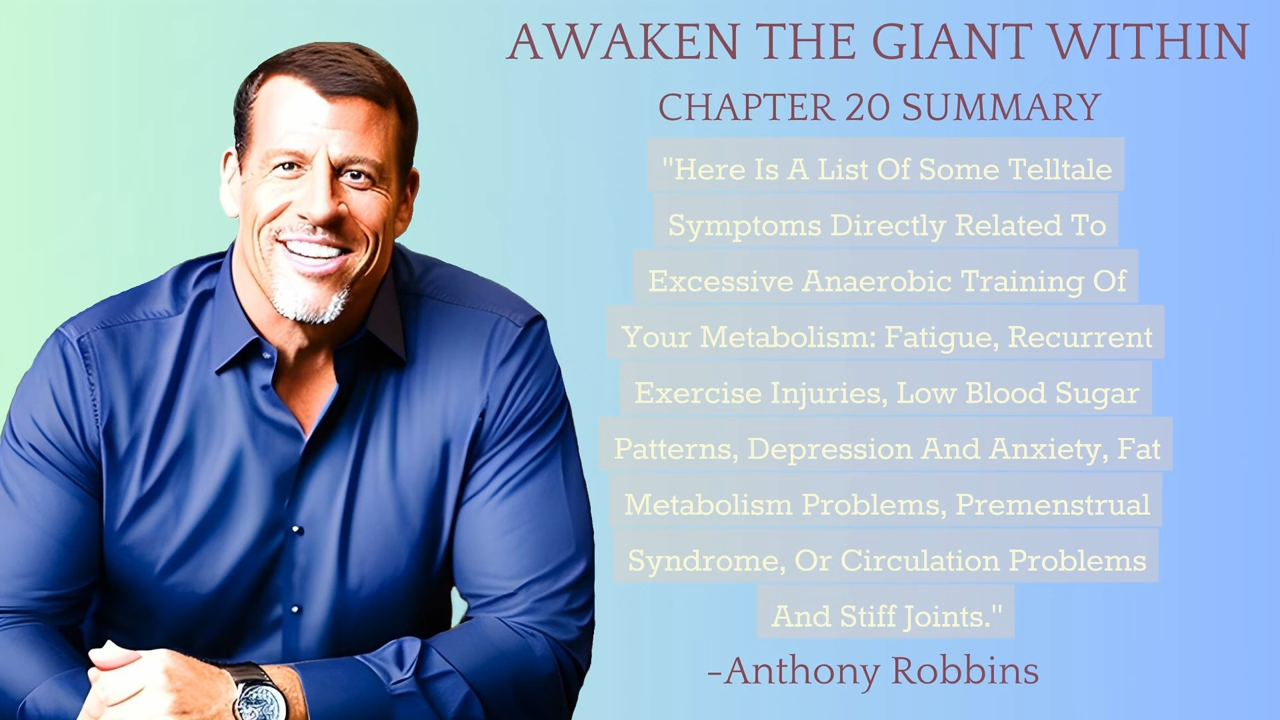 AWAKEN THE GIANT WITHIN
CHAPTER 20 SUMMARY
"Here Is A List Of Some Telltale
Symptoms Directly Related To
Excessive Anaerobic Training Of
Your Metabolism: Fatigue, Recurrent
Exercise Injuries, Low Blood Sugar
Patterns, Depression And Anxiety, Fat
Metabolism Problems, Premenstrual
Syndrome, Or Circulation Problems
And Stiff Joints."
–Anthony Robbins